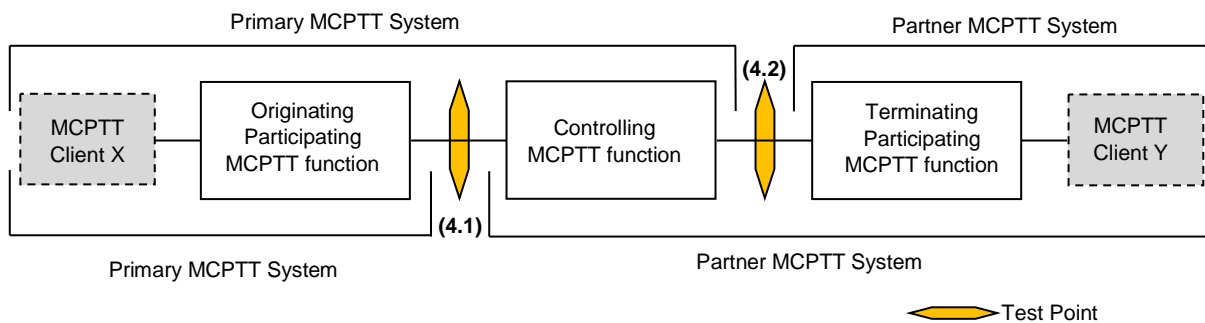 Primary MCPTT System
Partner MCPTT System
(4.2)
MCPTT
Client X
Originating
Participating
MCPTT function
Controlling
MCPTT function
Terminating
Participating
MCPTT function
MCPTT
Client Y
(4.1)
Primary MCPTT System
Partner MCPTT System
Test Point